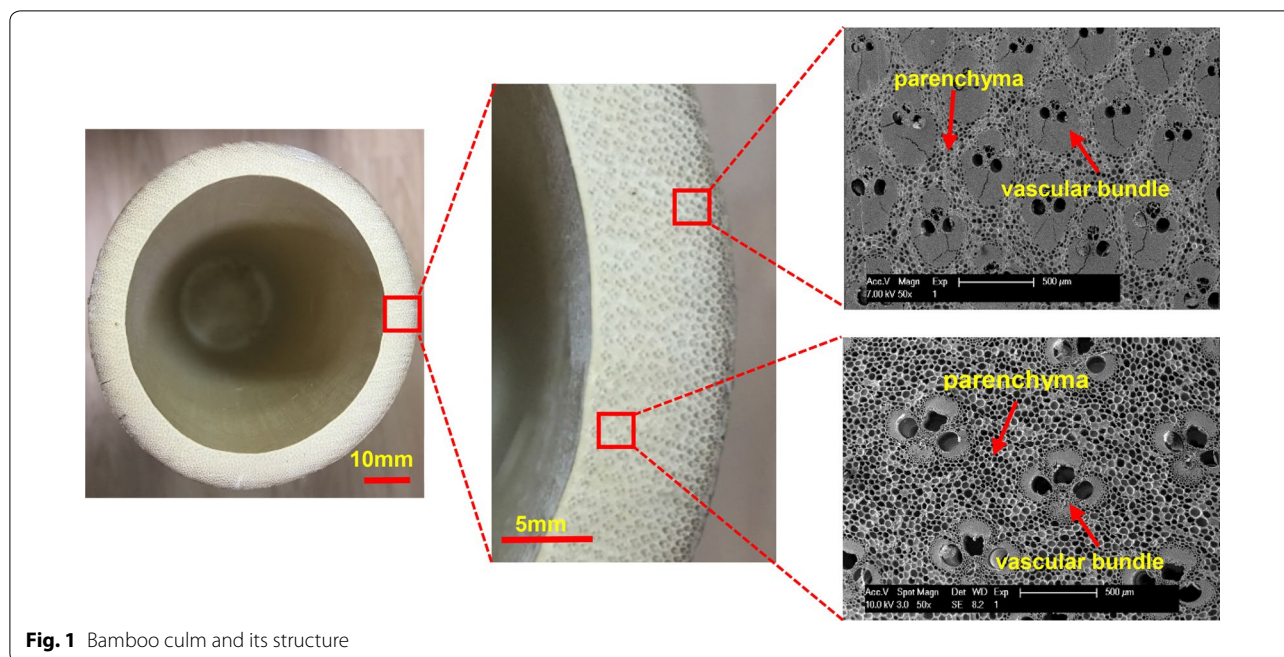 10mm
5mm
parenchyma
vascular bundle
Acc.V Magn Exp
7.00 kV 50x 1
500 µm
parenchyma
vascular bundle
Acc.V Spot Magn Det WD Exp
10.0 kV 3.0 50x SE 8.2 1
500 µm
Fig. 1 Bamboo culm and its structure